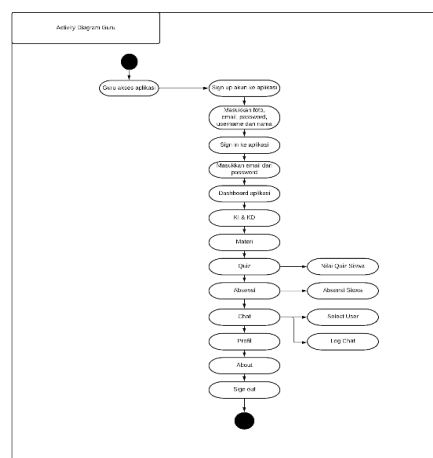 Activity Diagram Guru
Guru akses aplikasi
Sign up akun ke aplikasi
Masukkan foto,
email, password,
username dan nama
Sign in ke aplikasi
Masukkan email dan
password
Dashboard aplikasi
KI & KD
Materi
Quiz
Nilai Quiz Siswa
Absensi
Absensi Siswa
Chat
Select User
Log Chat
Profil
About
Sign out